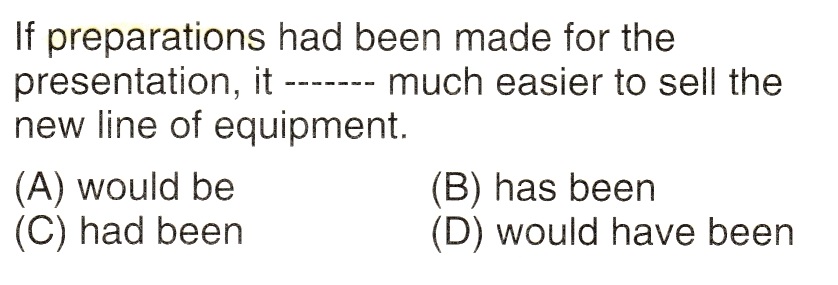 If preparations had been made for the
presentation, it ------- much easier to sell the
new line of equipment.
(A) would be (B) has been
(C) had been (D) would have been